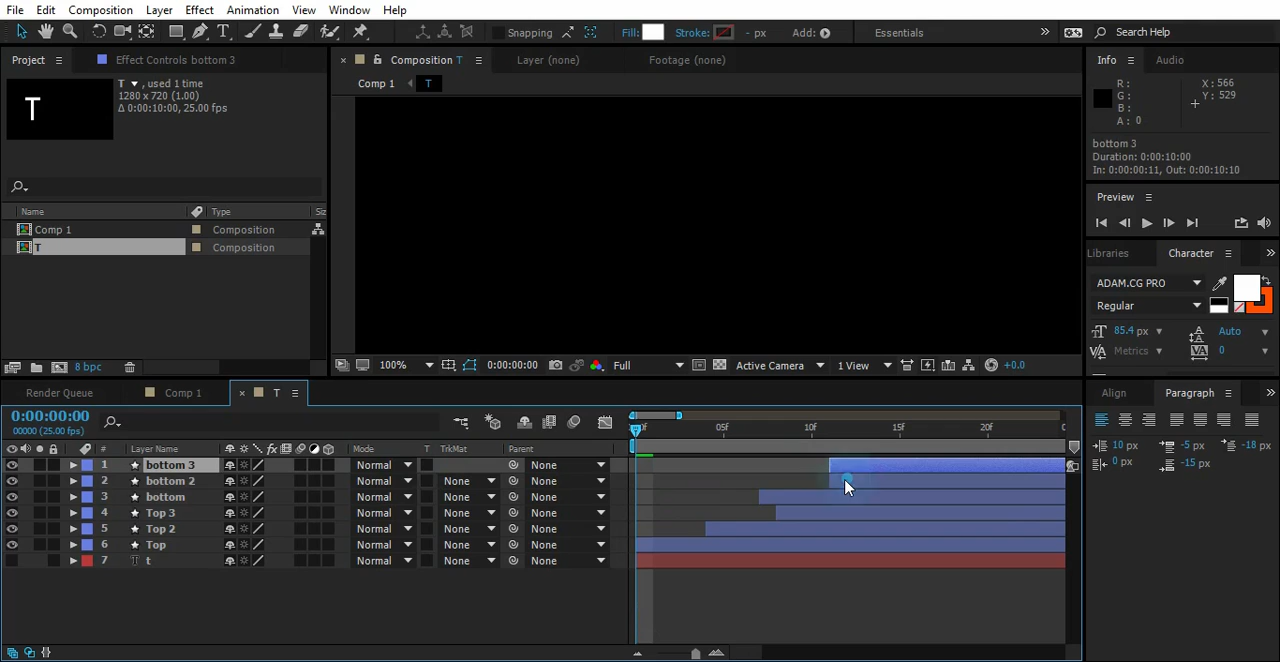 File Edit Composition Layer Effect Animation View Window Help
Snapping Fill: Stroke: - px Add: Essentials » Search Help
Project Effect Controls bottom 3 Composition T Layer (none) Footage (none) Info Audio
Comp 1 T
T , used 1 time
1280 x 720 (1.00)
Δ 0:00:10:00, 25.00 fps
T
R : X : 566
G : Y : 529
B :
A : 0
bottom 3
Duration: 0:00:10:00
In: 0:00:00:11, Out: 0:00:10:10
Preview
Name Type Siz
Comp 1 Composition
T Composition
Libraries Character »
ADAM.CG PRO
Regular
85.4 px Auto
Metrics 0
8 bpc 100% 0:00:00:00 Full Active Camera 1 View +0.0
Render Queue Comp 1 T Align Paragraph »
0:00:00:00
00000 (25.00 fps)
05F 10F 15F 20F
# Layer Name Mode T TrkMat Parent
1 bottom 3 Normal None
2 bottom 2 Normal None None
3 bottom Normal None None
4 Top 3 Normal None None
5 Top 2 Normal None None
6 Top Normal None None
7 t Normal None None
10 px -5 px -18 px
0 px -15 px